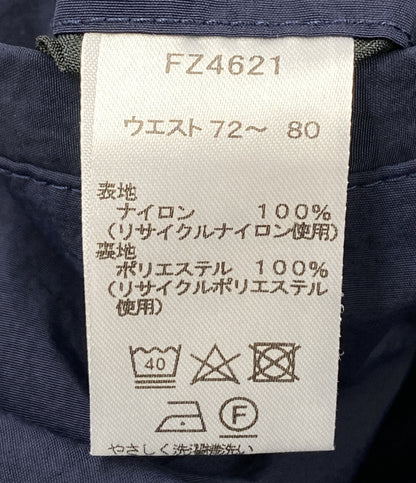 FZ4621
ウエスト 72～ 80
表地
ナイロン 100%
(リサイクルナイロン使用)
裏地
ポリエステル 100%
(リサイクルポリエステル
使用)
40
F
やさしく洗濯機洗い